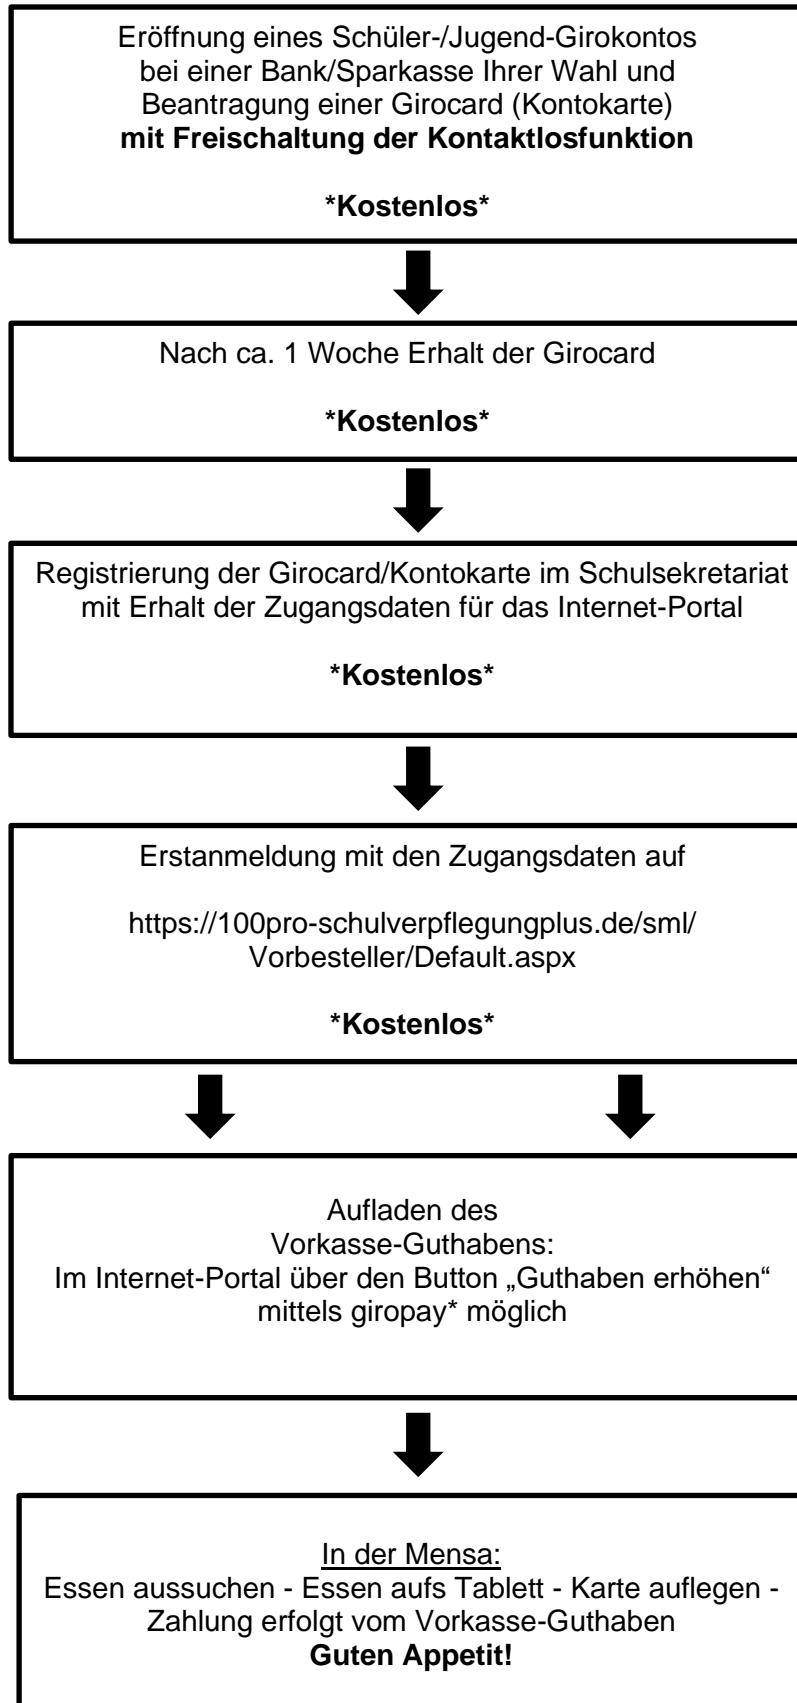 Eröffnung eines Schüler-/Jugend-Girokontos
bei einer Bank/Sparkasse Ihrer Wahl und
Beantragung einer Girocard (Kontokarte)
mit Freischaltung der Kontaktlosfunktion
*Kostenlos*
Nach ca. 1 Woche Erhalt der Girocard
*Kostenlos*
Registrierung der Girocard/Kontokarte im Schulsekretariat
mit Erhalt der Zugangsdaten für das Internet-Portal
*Kostenlos*
Erstanmeldung mit den Zugangsdaten auf
https://100pro-schulverpflegungplus.de/sml/
Vorbesteller/Default.aspx
*Kostenlos*
Aufladen des
Vorkasse-Guthabens:
Im Internet-Portal über den Button „Guthaben erhöhen“
mittels giropay* möglich
In der Mensa:
Essen aussuchen - Essen aufs Tablett - Karte auflegen -
Zahlung erfolgt vom Vorkasse-Guthaben
Guten Appetit!